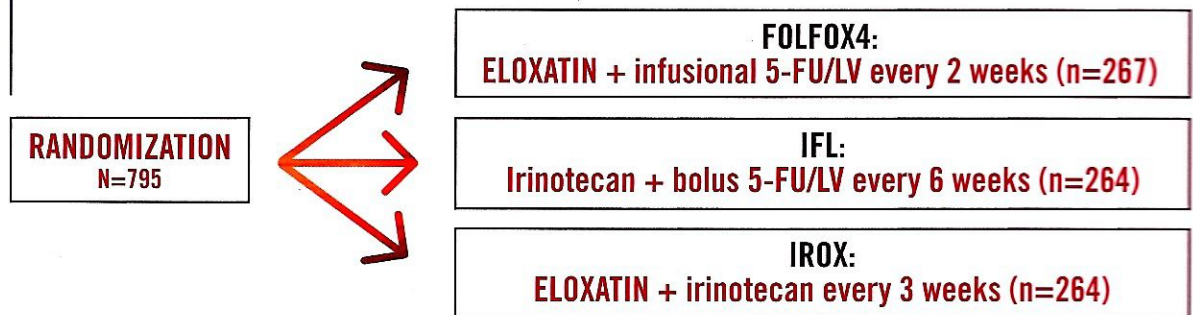 RANDOMIZATION
N=795
FOLFOX4:
ELOXATIN + infusional 5-FU/LV every 2 weeks (n=267)
IFL:
Irinotecan + bolus 5-FU/LV every 6 weeks (n=264)
IROX:
ELOXATIN + irinotecan every 3 weeks (n=264)